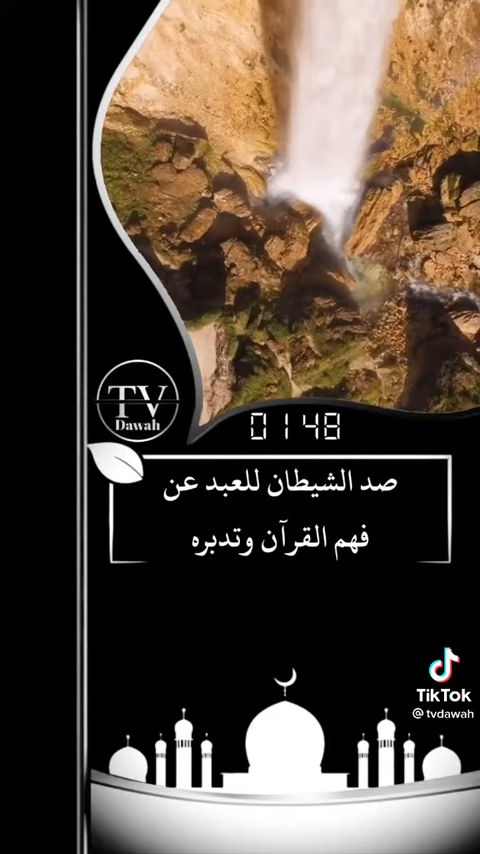 TV
Dawah
01:48
صد الشيطان للعبد عن
فهم القرآن وتدبره
TikTok
@tvdawah